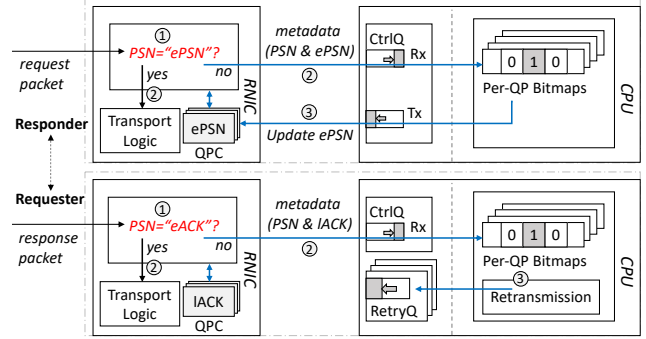 ①
PSN="ePSN"?
request
packet
yes
no
②
Transport
Logic
ePSN
QPC
RNIC
metadata
(PSN & ePSN)
②
③
Update ePSN
CtrlQ
Rx
Tx
0 1 0
Per-QP Bitmaps
CPU
Responder
Requester
①
PSN="eACK"?
response
packet
yes
no
②
Transport
Logic
lACK
QPC
RNIC
metadata
(PSN & lACK)
②
CtrlQ
Rx
RetryQ
0 1 0
Per-QP Bitmaps
③
Retransmission
CPU